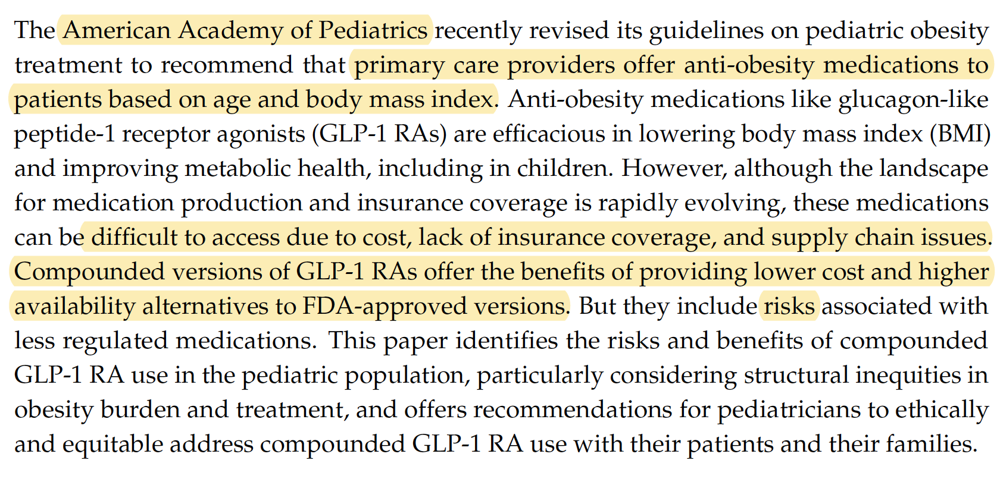 The American Academy of Pediatrics recently revised its guidelines on pediatric obesity
treatment to recommend that primary care providers offer anti-obesity medications to
patients based on age and body mass index. Anti-obesity medications like glucagon-like
peptide-1 receptor agonists (GLP-1 RAs) are efficacious in lowering body mass index (BMI)
and improving metabolic health, including in children. However, although the landscape
for medication production and insurance coverage is rapidly evolving, these medications
can be difficult to access due to cost, lack of insurance coverage, and supply chain issues.
Compounded versions of GLP-1 RAs offer the benefits of providing lower cost and higher
availability alternatives to FDA-approved versions. But they include risks associated with
less regulated medications. This paper identifies the risks and benefits of compounded
GLP-1 RA use in the pediatric population, particularly considering structural inequities in
obesity burden and treatment, and offers recommendations for pediatricians to ethically
and equitable address compounded GLP-1 RA use with their patients and their families.